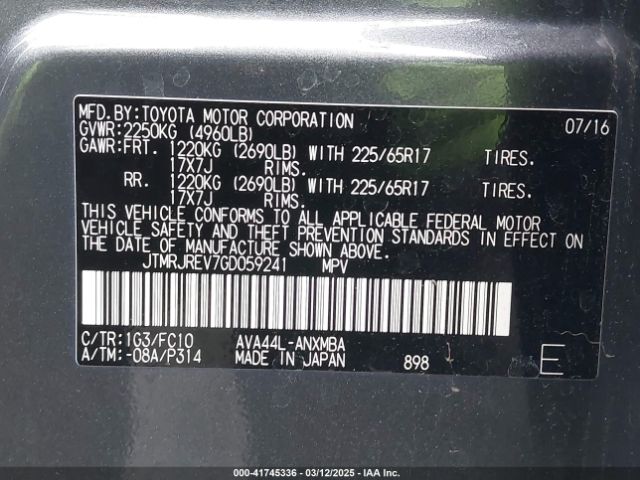 MFD.BY:TOYOTA MOTOR CORPORATION 07/16
GVWR:2250KG (4960LB)
GAWR:FRT. 1220KG (2690LB) WITH 225/65R17 TIRES.
17X7J RIMS.
RR. 1220KG (2690LB) WITH 225/65R17 TIRES.
17X7J RIMS.
THIS VEHICLE CONFORMS TO ALL APPLICABLE FEDERAL MOTOR
VEHICLE SAFETY AND THEFT PREVENTION STANDARDS IN EFFECT ON
THE DATE OF MANUFACTURE SHOWN ABOVE.
JTMRJREV7GD059241 MPV
C/TR:1G3/FC10 AVA44L-ANXMBA
A/TM:-08A/P314 MADE IN JAPAN 898 E
000-41745336 - 03/12/2025 - IAA Inc.